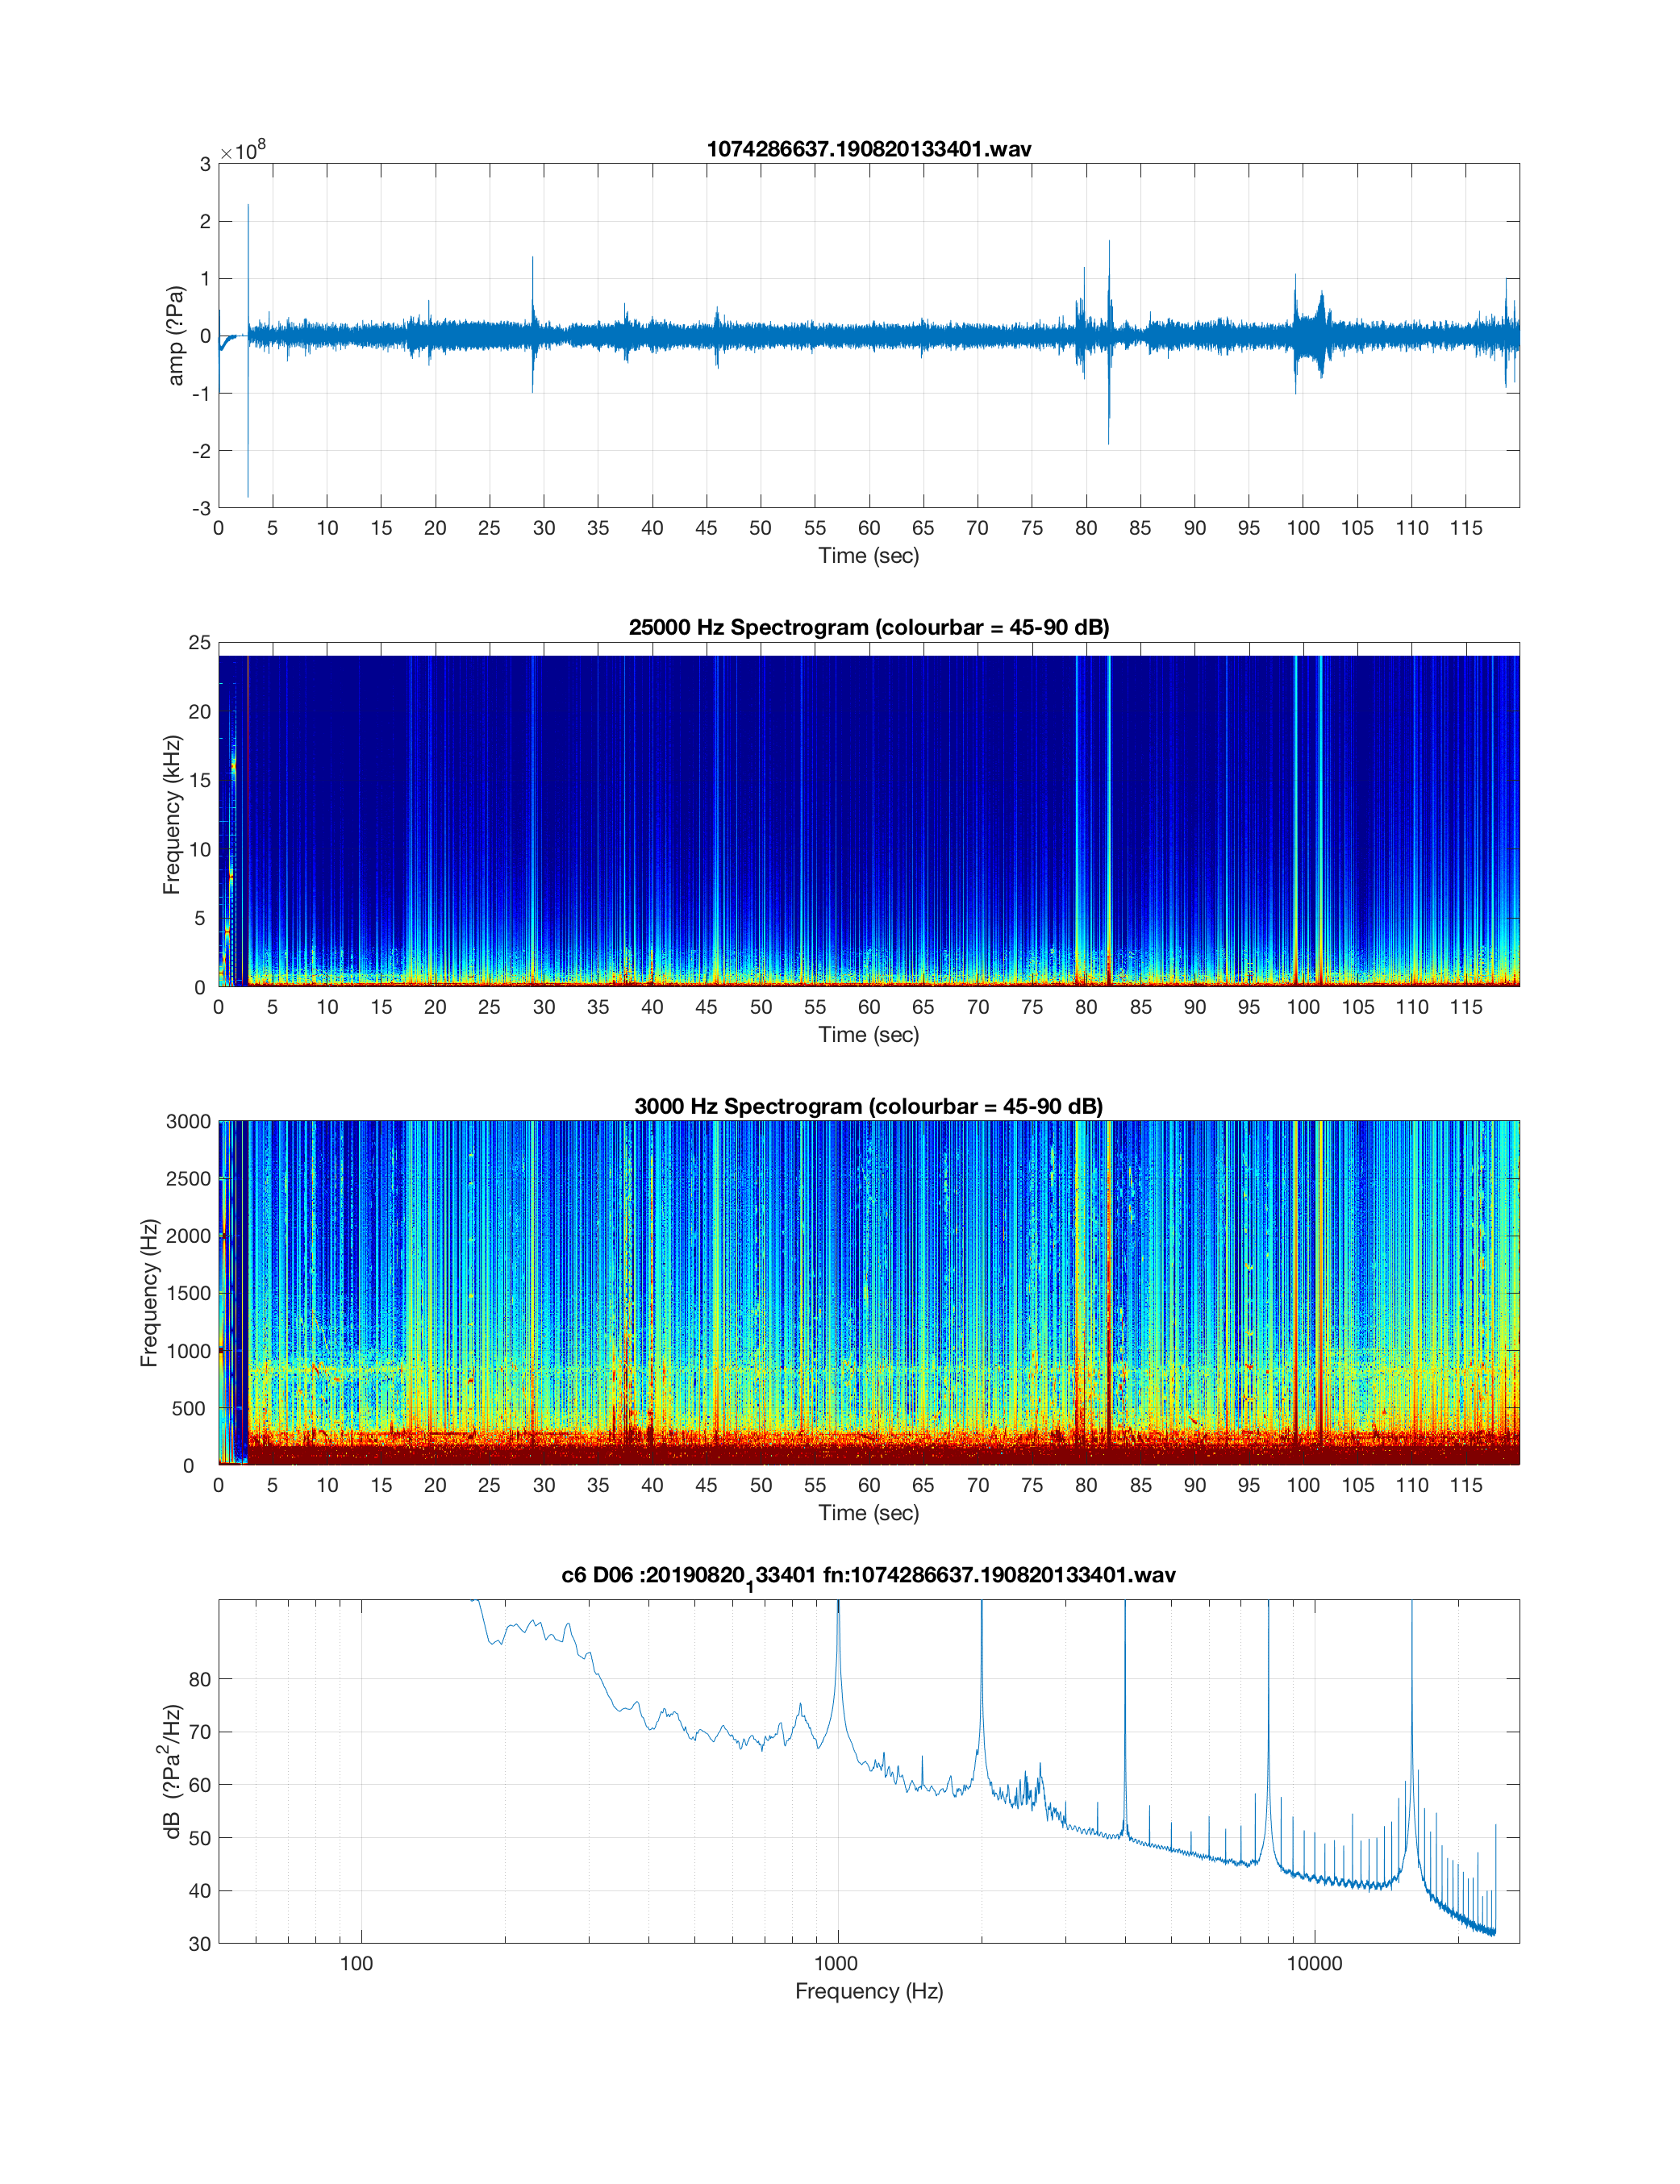 1074286637.190820133401.wav
×10⁸
3
2
1
0
-1
-2
-3
amp (?Pa)
0 5 10 15 20 25 30 35 40 45 50 55 60 65 70 75 80 85 90 95 100 105 110 115
Time (sec)
25000 Hz Spectrogram (colourbar = 45-90 dB)
25
20
15
10
5
0
Frequency (kHz)
0 5 10 15 20 25 30 35 40 45 50 55 60 65 70 75 80 85 90 95 100 105 110 115
Time (sec)
3000 Hz Spectrogram (colourbar = 45-90 dB)
3000
2500
2000
1500
1000
500
0
Frequency (Hz)
0 5 10 15 20 25 30 35 40 45 50 55 60 65 70 75 80 85 90 95 100 105 110 115
Time (sec)
c6 D06 :20190820₁33401 fn:1074286637.190820133401.wav
80
70
60
50
40
30
dB (?Pa²/Hz)
100 1000 10000
Frequency (Hz)